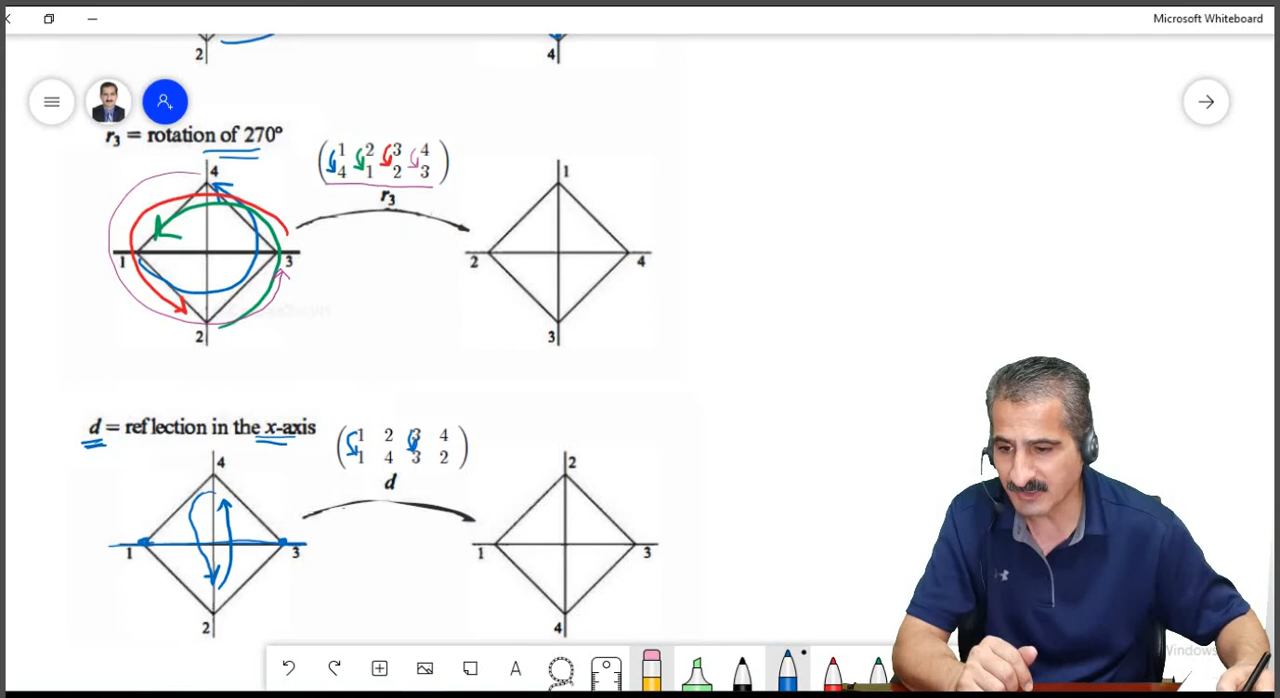 Microsoft Whiteboard
2 4
r₃ = rotation of 270°
1 2 3 4
4 1 2 3
r₃
4 1
1 3 2 4
2 3
d = reflection in the x-axis
1 2 3 4
1 4 3 2
d
4 2
1 3 1 3
2 4
A
Windows